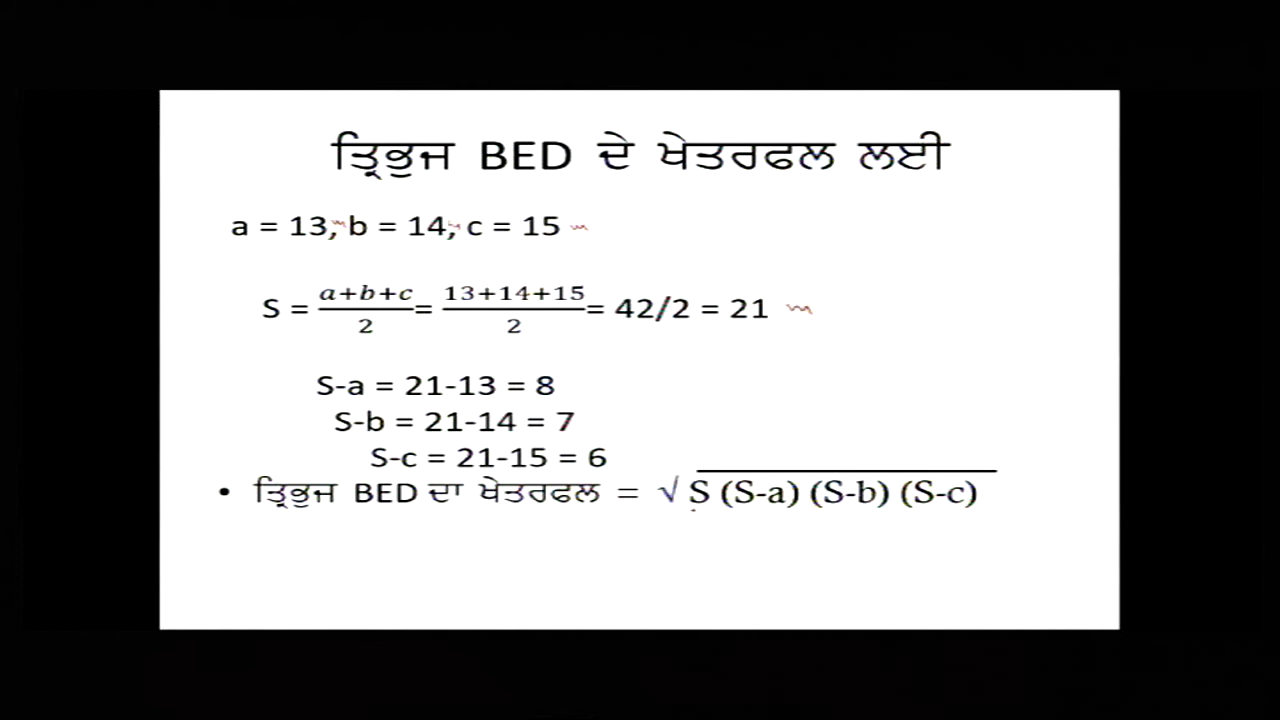 ਤ੍ਰਿਭੁਜ BED ਦੇ ਖੇਤਰਫਲ ਲਈ
a = 13,m b = 14,m c = 15 m
S = a+b+c/2 = 13+14+15/2 = 42/2 = 21 m
S-a = 21-13 = 8
S-b = 21-14 = 7
S-c = 21-15 = 6
• ਤ੍ਰਿਭੁਜ BED ਦਾ ਖੇਤਰਫਲ = √ S (S-a) (S-b) (S-c)